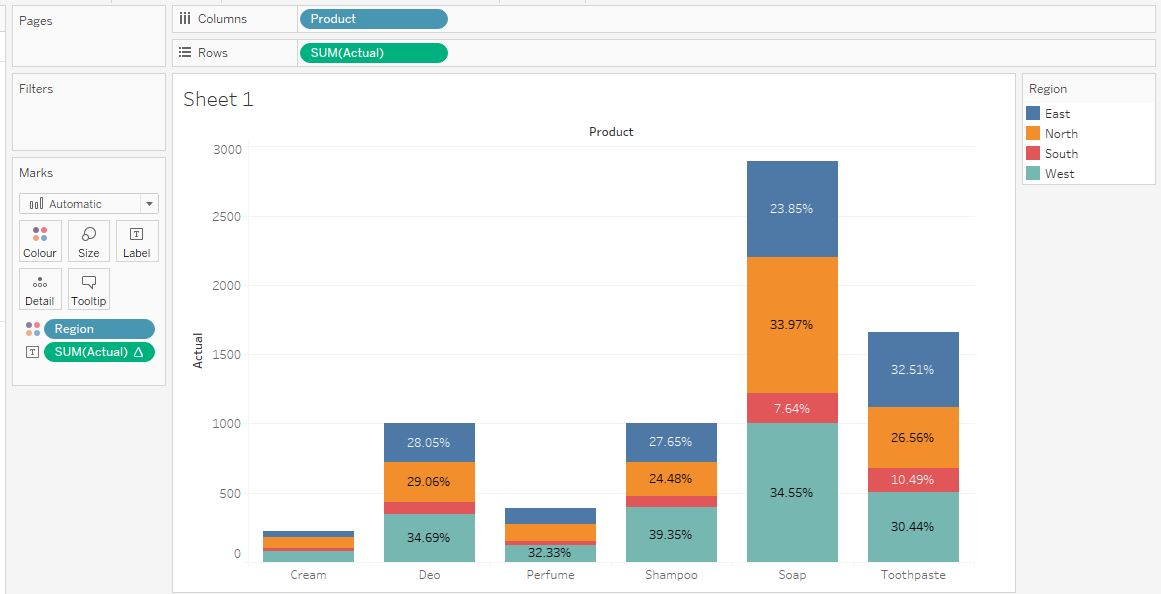 Pages
Columns
Product
Rows
SUM(Actual)
Filters
Marks
Automatic
Colour
Size
Label
Detail
Tooltip
Region
SUM(Actual) Δ
Sheet 1
Product
Actual
3000
2500
2000
1500
1000
500
0
28.05%
29.06%
34.69%
32.33%
27.65%
24.48%
39.35%
23.85%
33.97%
7.64%
34.55%
32.51%
26.56%
10.49%
30.44%
Cream
Deo
Perfume
Shampoo
Soap
Toothpaste
Region
East
North
South
West